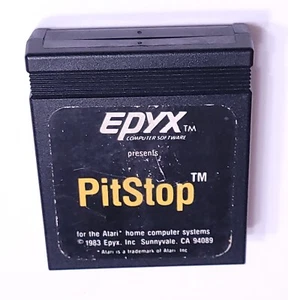 EPYX™
COMPUTER SOFTWARE
presents
PitStop™
for the Atari* home computer systems
© 1983 Epyx, Inc Sunnyvale, CA 94089
* Atari is a trademark of Atari Inc